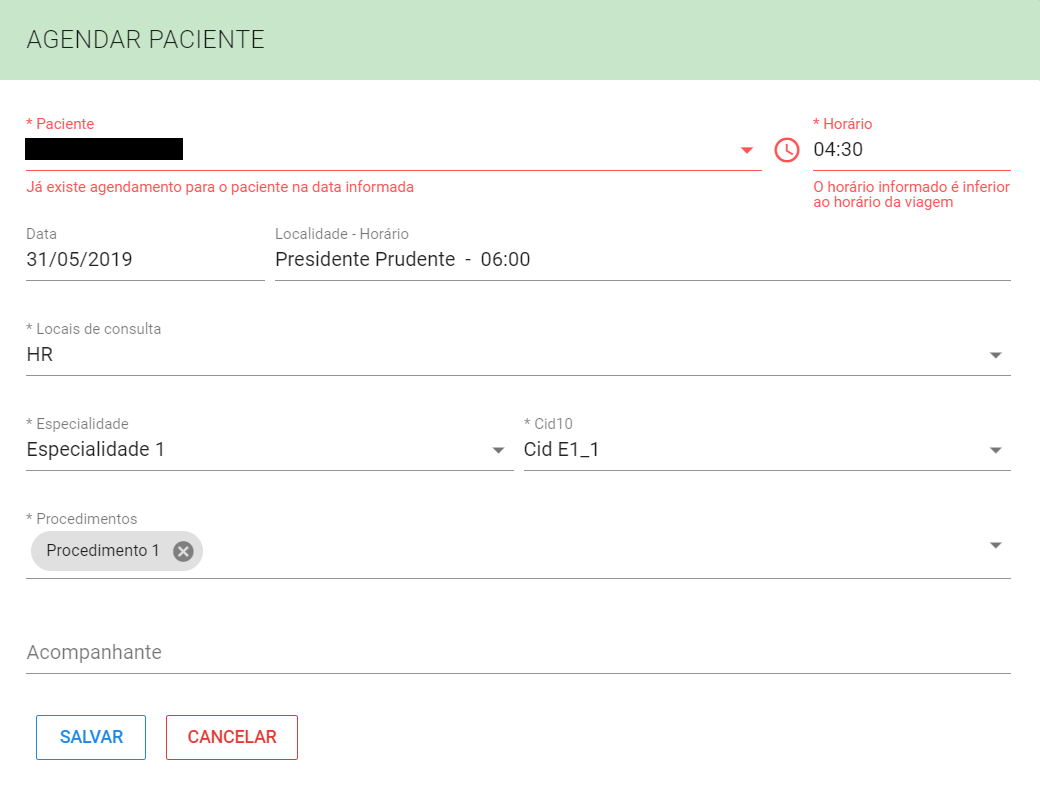 AGENDAR PACIENTE
* Paciente
* Horário
04:30
Já existe agendamento para o paciente na data informada
O horário informado é inferior
ao horário da viagem
Data
Localidade - Horário
31/05/2019
Presidente Prudente - 06:00
* Locais de consulta
HR
* Especialidade
* Cid10
Especialidade 1
Cid E1_1
* Procedimentos
Procedimento 1
Acompanhante
SALVAR
CANCELAR